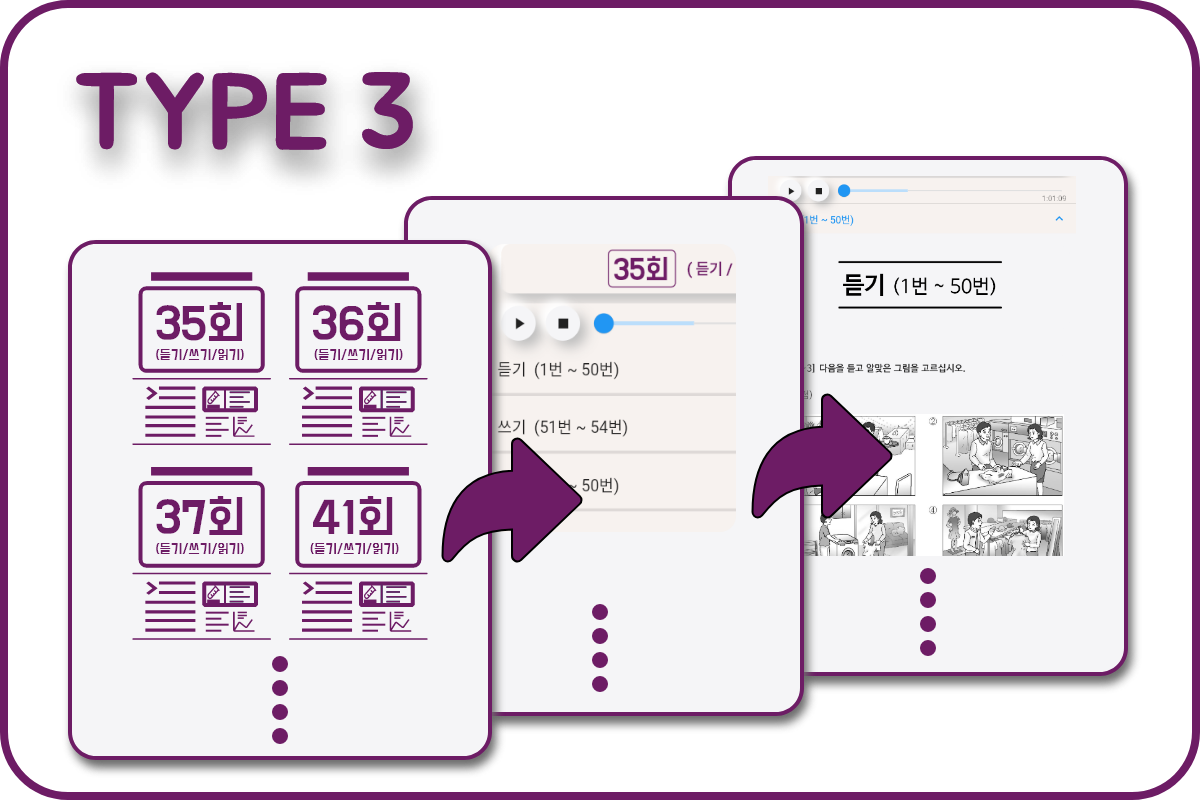 TYPE 3
35회
(듣기/쓰기/읽기)
36회
(듣기/쓰기/읽기)
37회
(듣기/쓰기/읽기)
41회
(듣기/쓰기/읽기)
35회 ( 듣기 /
듣기 (1번 ~ 50번)
쓰기 (51번 ~ 54번)
~ 50번)
1:01:09
1번 ~ 50번)
듣기 (1번 ~ 50번)
3] 다음을 듣고 알맞은 그림을 고르십시오.
②
④